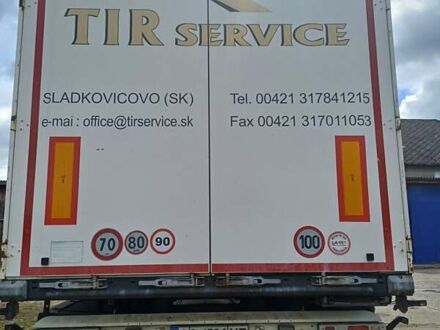 TIR SERVICE
SLADKOVICOVO (SK)
e-mai : office@tirservice.sk
Tel. 00421 317841215
Fax 00421 317011053
70
80
90
100